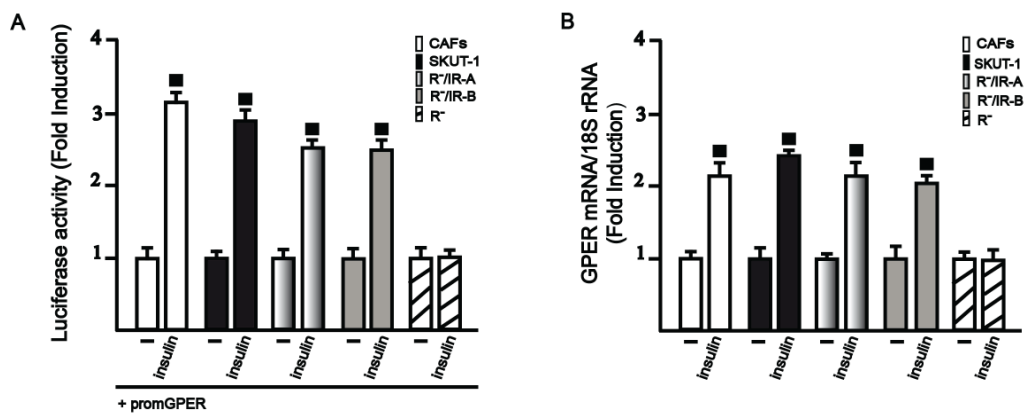 A
Luciferase activity (Fold Induction)
4
3
2
1
CAFs
SKUT-1
R⁻/IR-A
R⁻/IR-B
R⁻
–
insulin
–
insulin
–
insulin
–
insulin
–
insulin
+ promGPER
B
GPER mRNA/18S rRNA
(Fold Induction)
4
3
2
1
0
CAFs
SKUT-1
R⁻/IR-A
R⁻/IR-B
R⁻
–
insulin
–
insulin
–
insulin
–
insulin
–
insulin